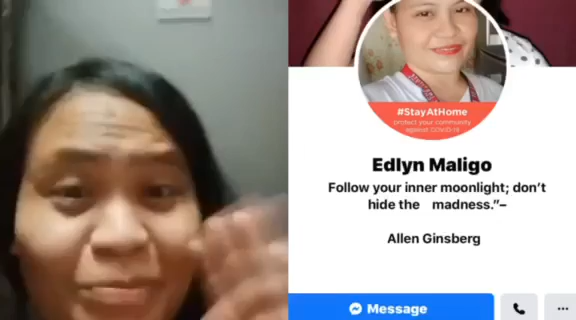 #StayAtHome
protect your community
against COVID-19
Edlyn Maligo
Follow your inner moonlight; don’t
hide the madness.”–
Allen Ginsberg
Message